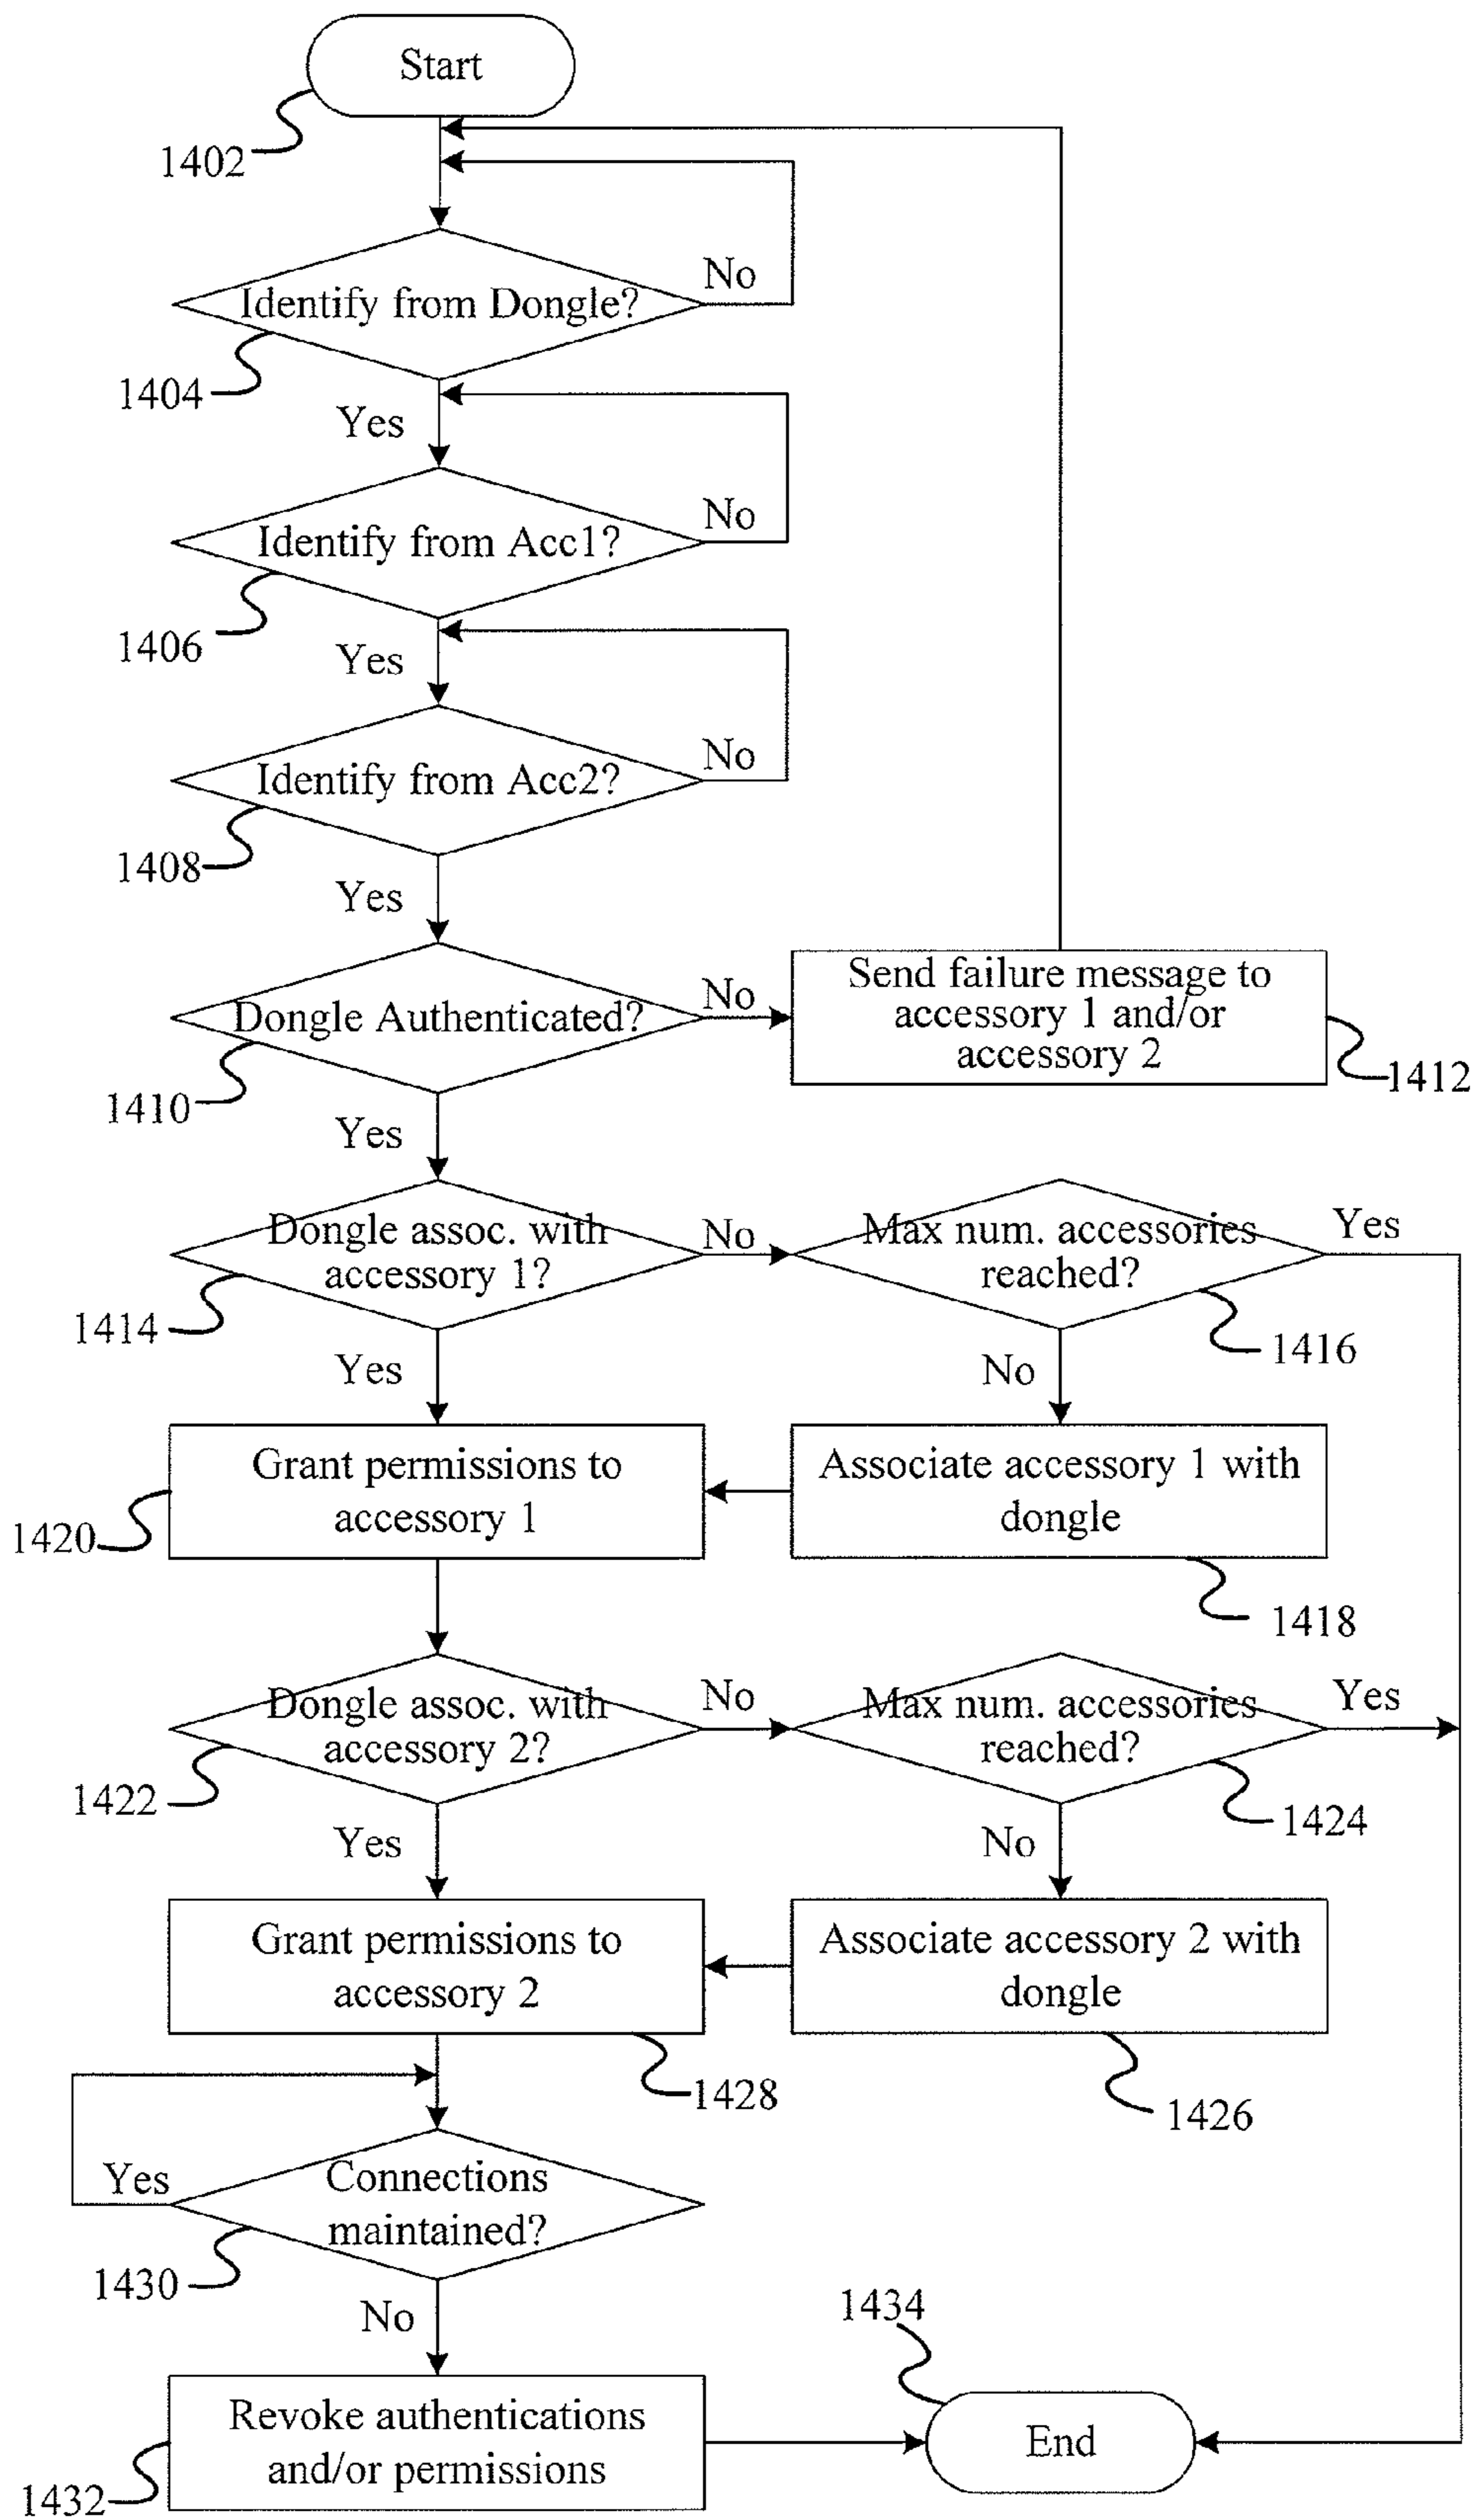 Start
1402
No
Identify from Dongle?
1404
Yes
No
Identify from Acc1?
1406
Yes
No
Identify from Acc2?
1408
Yes
Dongle Authenticated?
No
Send failure message to
accessory 1 and/or
accessory 2
1410
1412
Yes
Dongle assoc. with
accessory 1?
No
Max num. accessories
reached?
Yes
1414
1416
Yes
No
Grant permissions to
accessory 1
Associate accessory 1 with
dongle
1420
1418
Dongle assoc. with
accessory 2?
No
Max num. accessories
reached?
Yes
1422
1424
Yes
No
Grant permissions to
accessory 2
Associate accessory 2 with
dongle
1428
1426
Yes
Connections
maintained?
1430
No
1434
Revoke authentications
and/or permissions
End
1432